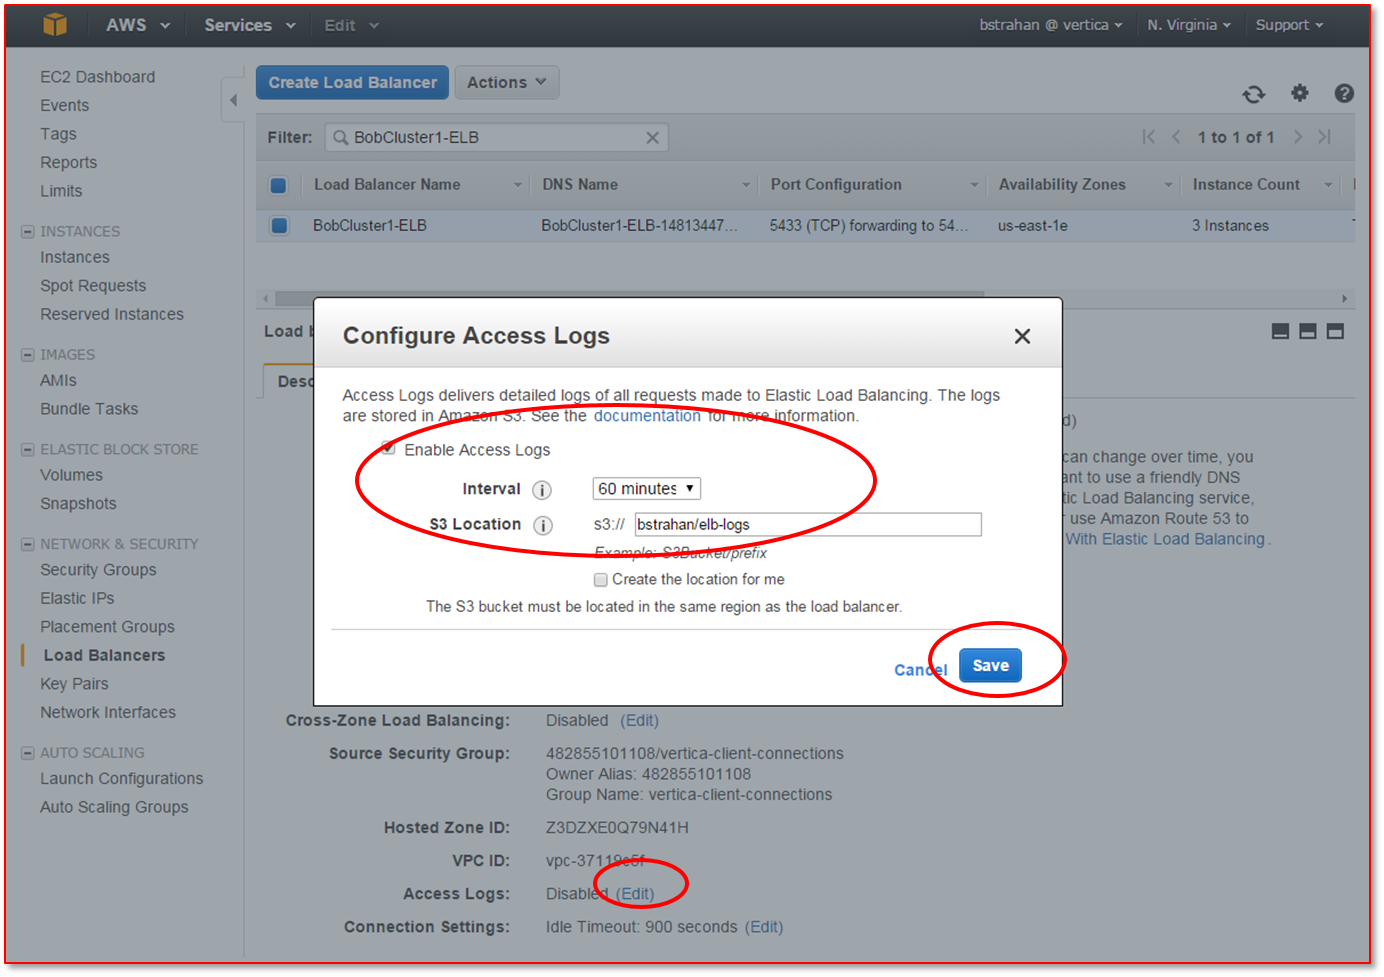 AWS Services Edit bstrahan @ vertica N. Virginia Support
EC2 Dashboard
Events
Tags
Reports
Limits
INSTANCES
Instances
Spot Requests
Reserved Instances
IMAGES
AMIs
Bundle Tasks
ELASTIC BLOCK STORE
Volumes
Snapshots
NETWORK & SECURITY
Security Groups
Elastic IPs
Placement Groups
Load Balancers
Key Pairs
Network Interfaces
AUTO SCALING
Launch Configurations
Auto Scaling Groups
Create Load Balancer Actions
Filter: BobCluster1-ELB 1 to 1 of 1
Load Balancer Name DNS Name Port Configuration Availability Zones Instance Count
BobCluster1-ELB BobCluster1-ELB-14813447... 5433 (TCP) forwarding to 54... us-east-1e 3 Instances
Load
Desc
Configure Access Logs
Access Logs delivers detailed logs of all requests made to Elastic Load Balancing. The logs
are stored in Amazon S3. See the documentation for more information.
Enable Access Logs
Interval 60 minutes
S3 Location s3:// bstrahan/elb-logs
Example: S3Bucket/prefix
Create the location for me
The S3 bucket must be located in the same region as the load balancer.
Cancel Save
d)
can change over time, you
ant to use a friendly DNS
tic Load Balancing service,
r use Amazon Route 53 to
With Elastic Load Balancing.
Cross-Zone Load Balancing: Disabled (Edit)
Source Security Group: 482855101108/vertica-client-connections
Owner Alias: 482855101108
Group Name: vertica-client-connections
Hosted Zone ID: Z3DZXE0Q79N41H
VPC ID: vpc-37119c5f
Access Logs: Disabled (Edit)
Connection Settings: Idle Timeout: 900 seconds (Edit)